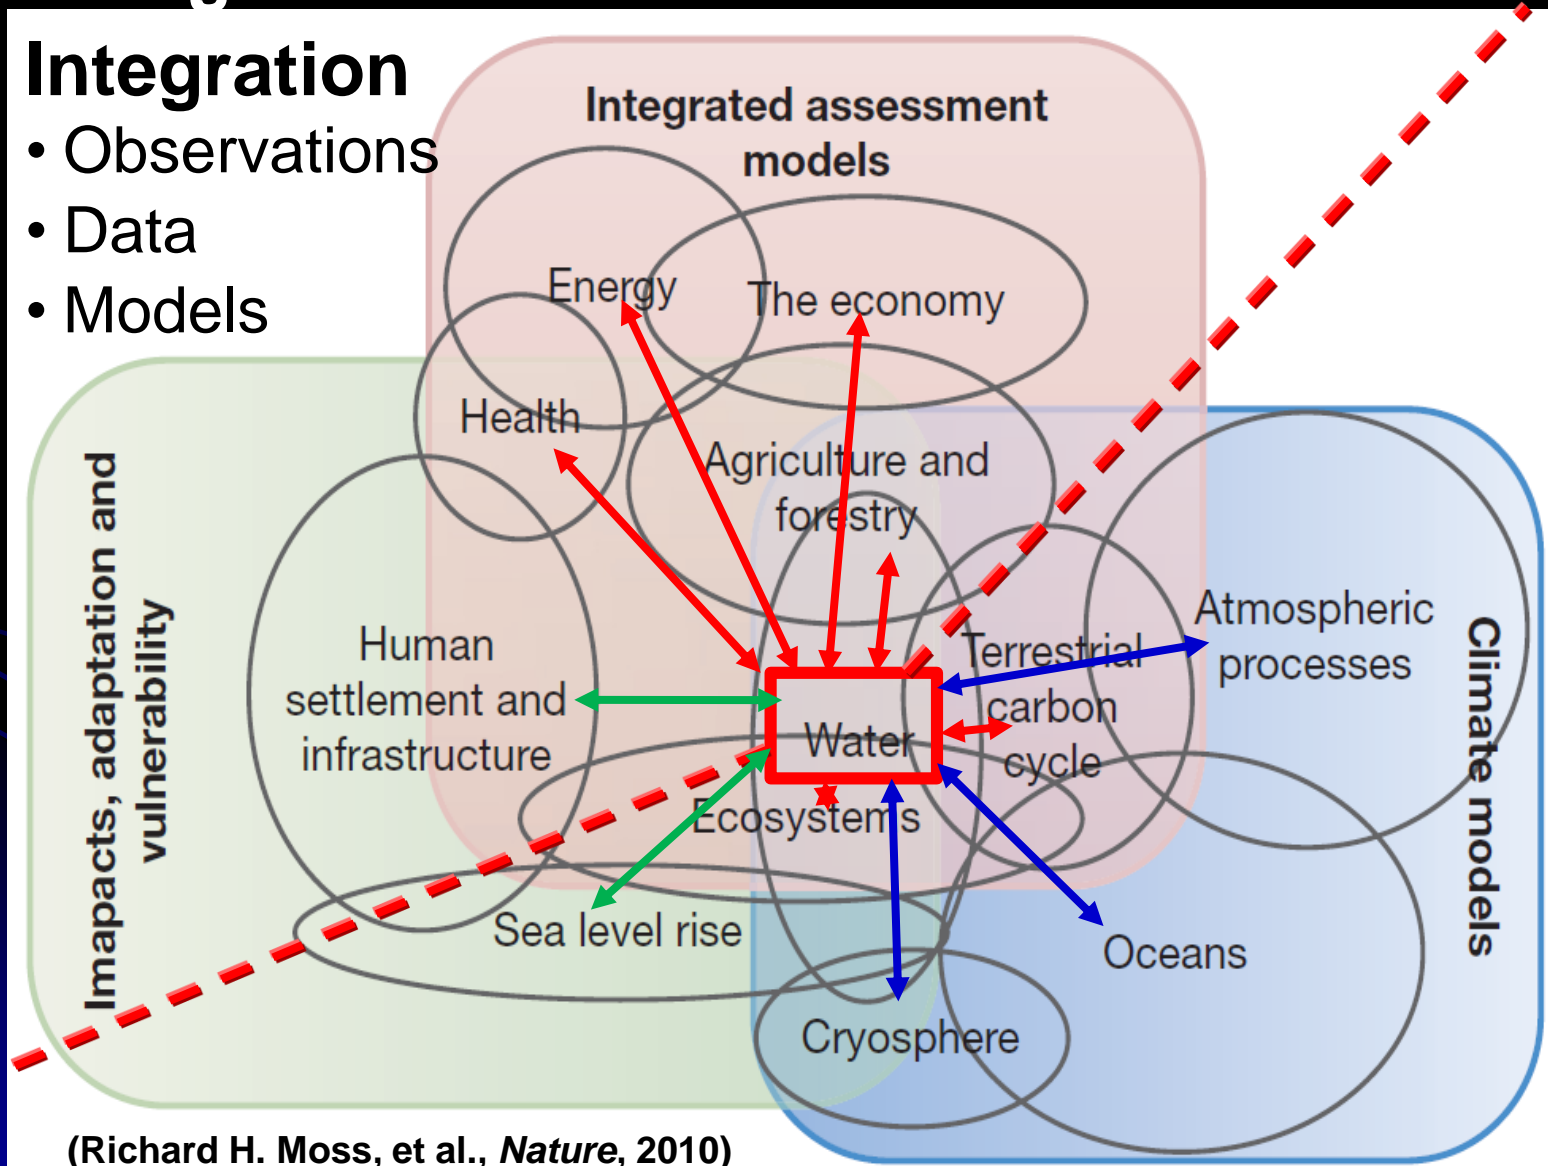 Integration
• Observations
• Data
• Models
Integrated assessment
models
Energy
The economy
Health
Agriculture and
forestry
Imapacts, adaptation and
vulnerability
Human
settlement and
infrastructure
Water
Terrestrial
carbon
cycle
Atmospheric
processes
Climate models
Ecosystems
Sea level rise
Oceans
Cryosphere
(Richard H. Moss, et al., Nature, 2010)